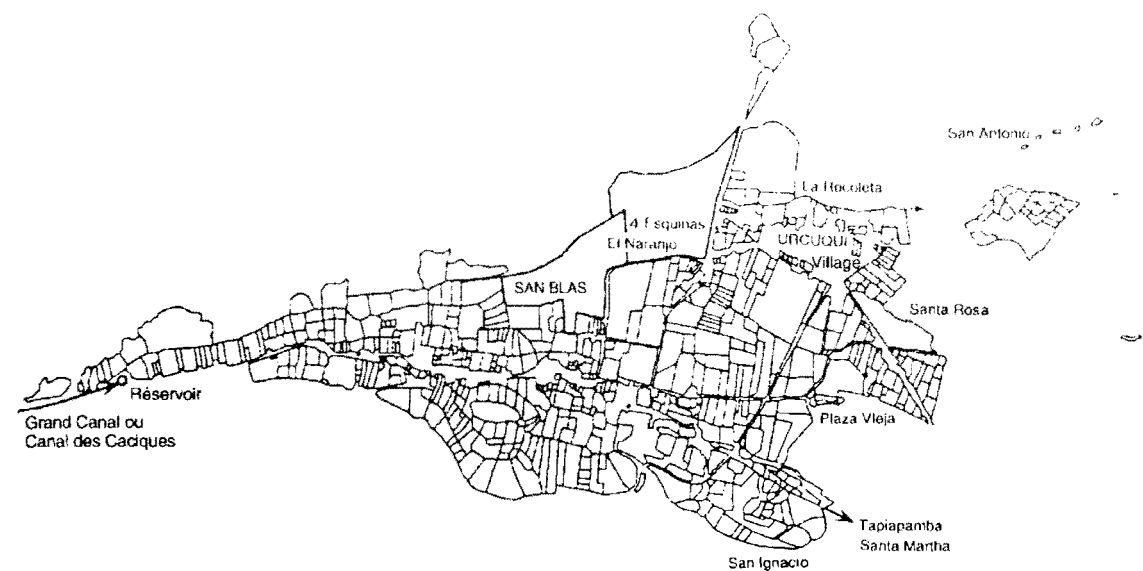 San Antonio
La Rocoleta
4 Esquinas
El Naranjo
URCUQUI
Village
SAN BLAS
Santa Rosa
Réservoir
Grand Canal ou
Canal des Caciques
Plaza Vieja
Tapiapamba
Santa Martha
San Ignacio